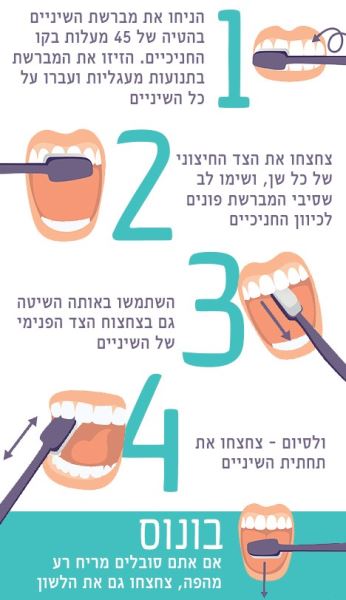 1
הניחו את מברשת השיניים
בהטיה של 45 מעלות בקו
החניכיים. הזיזו את המברשת
בתנועות מעגליות ועברו על
כל השיניים
2
צחצחו את הצד החיצוני
של כל שן, ושימו לב
שסיבי המברשת פונים
לכיוון החניכיים
3
השתמשו באותה השיטה
גם בצצחוח הצד הפנימי
של השיניים
4
ולסיום - צחצחו את
תחתית השיניים
בונוס
אם אתם סובלים מריח רע
מהפה, צחצחו גם את הלשון